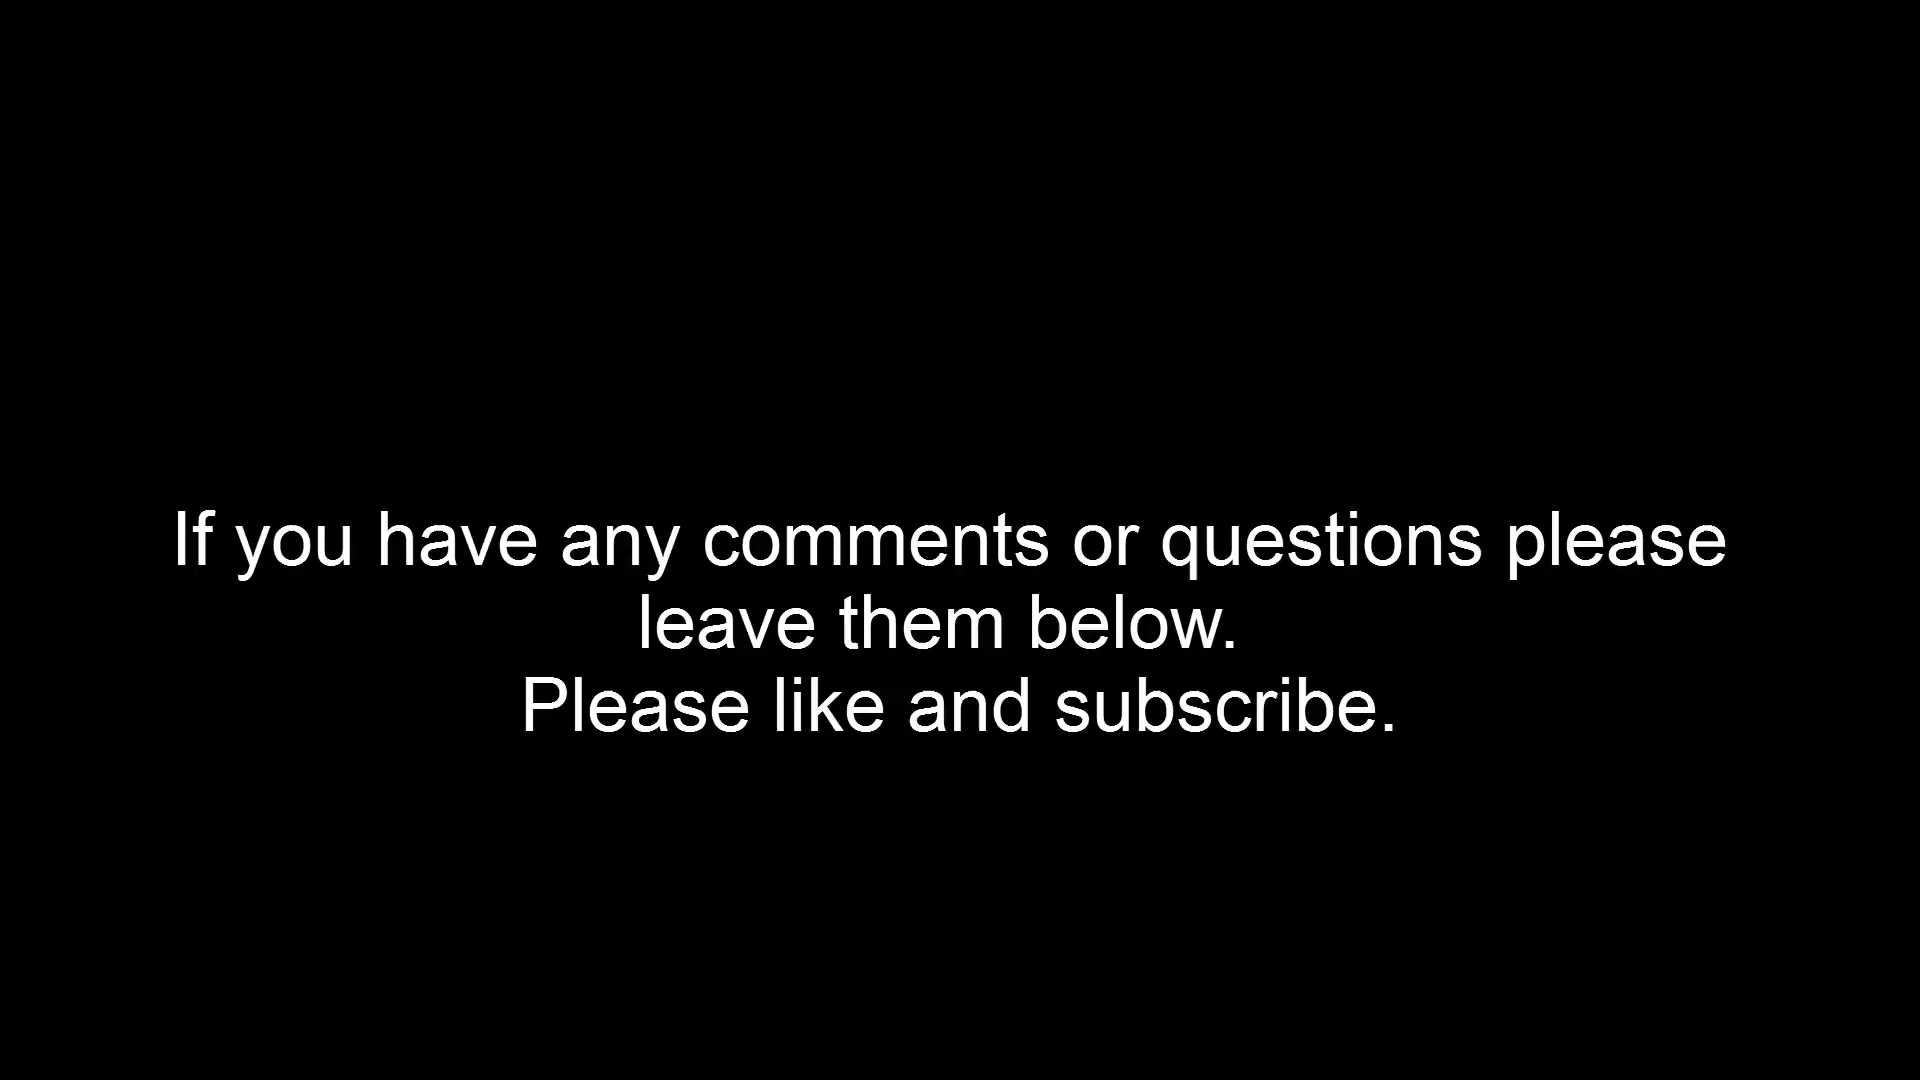 If you have any comments or questions please
leave them below.
Please like and subscribe.